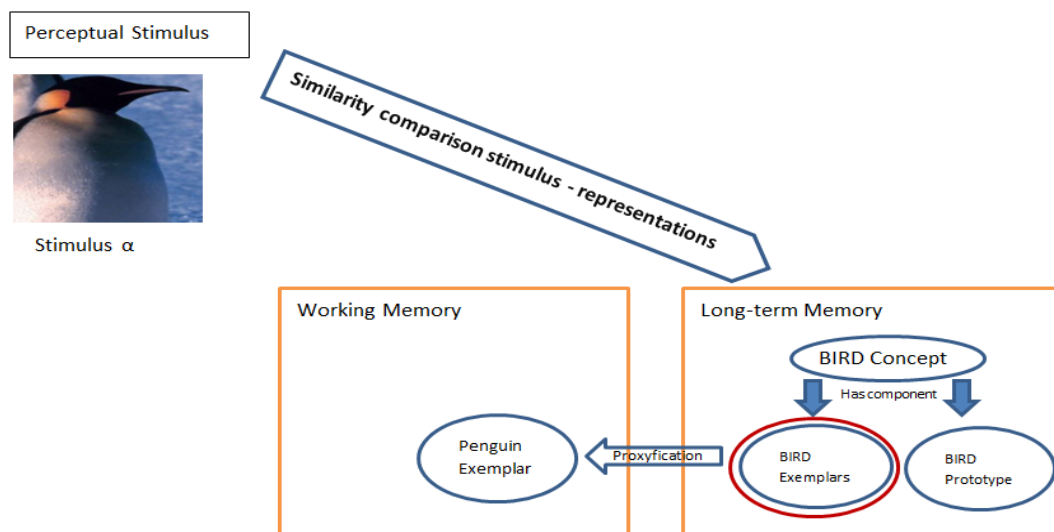 Perceptual Stimulus
Stimulus α
Similarity comparison stimulus - representations
Working Memory
Long-term Memory
BIRD Concept
Has component
Penguin
Exemplar
Proxyfication
BIRD
Exemplars
BIRD
Prototype